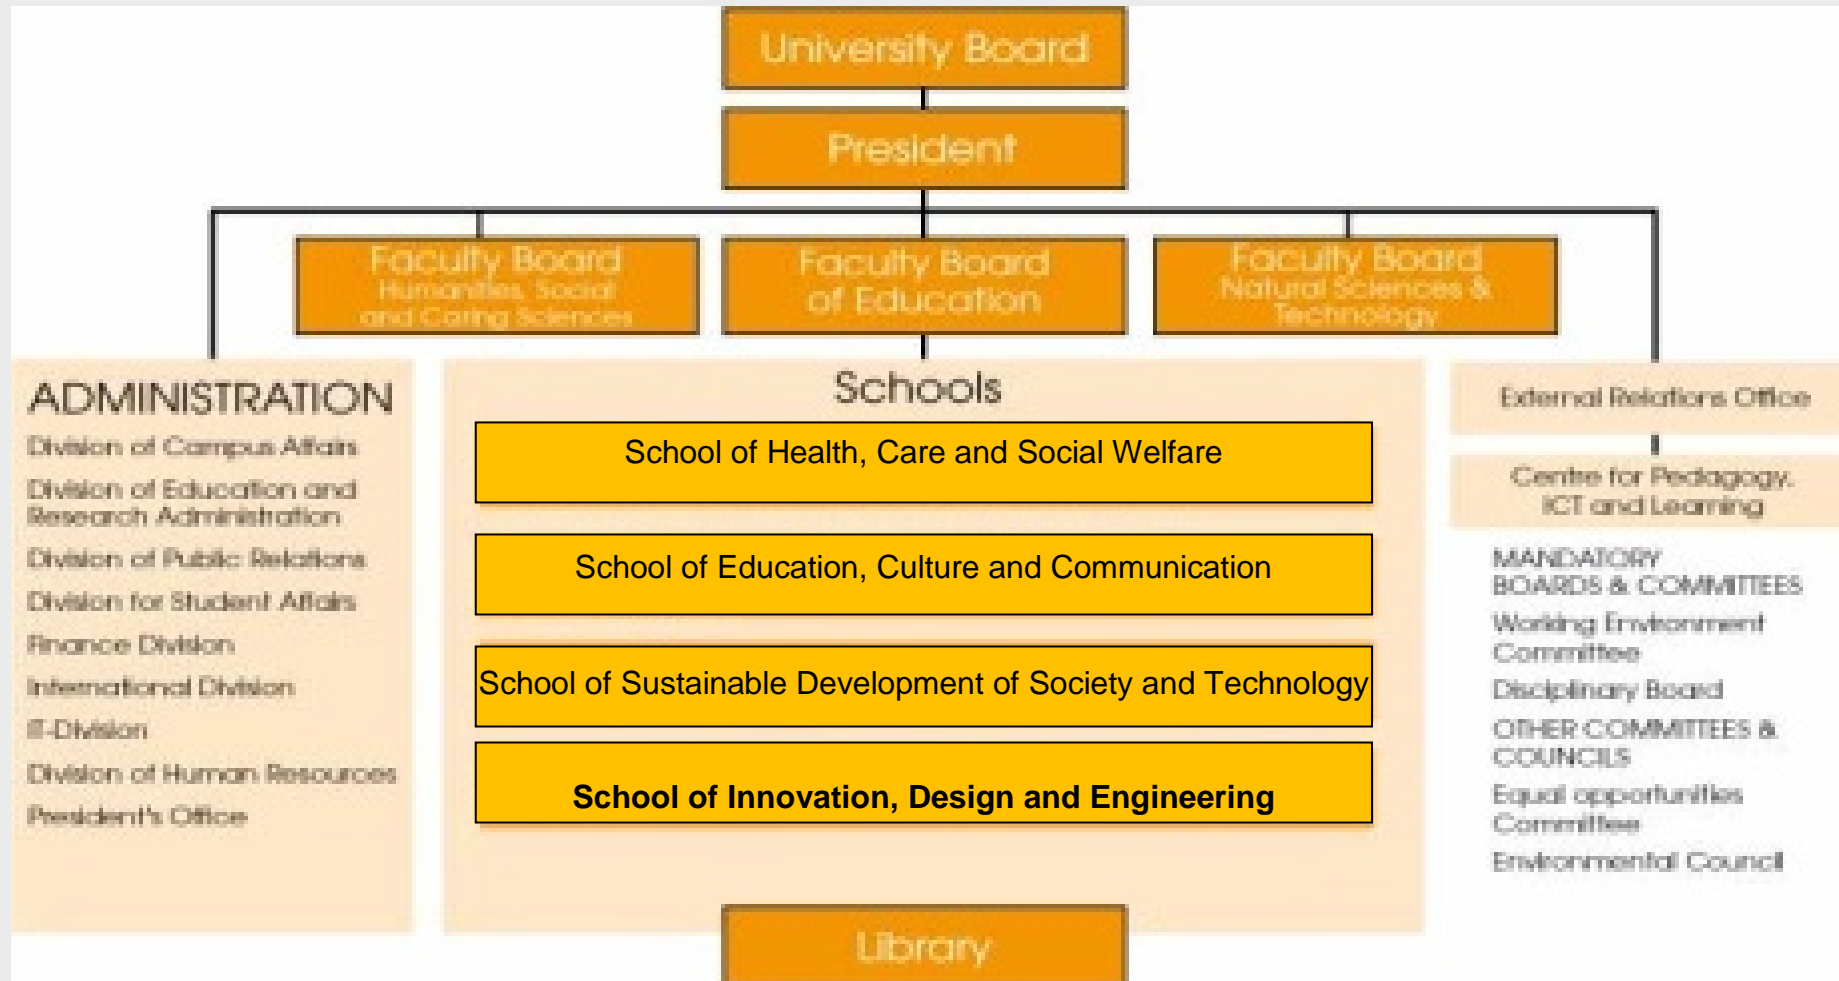 University Board
President
Faculty Board
Humanities, Social
and Caring Sciences
Faculty Board
of Education
Faculty Board
Natural Sciences &
Technology
ADMINISTRATION
Division of Campus Affairs
Division of Education and
Research Administration
Division of Public Relations
Division for Student Affairs
Finance Division
International Division
IT-Division
Division of Human Resources
President's Office
Schools
School of Health, Care and Social Welfare
School of Education, Culture and Communication
School of Sustainable Development of Society and Technology
School of Innovation, Design and Engineering
Library
External Relations Office
Centre for Pedagogy,
ICT and Learning
MANDATORY
BOARDS & COMMITTEES
Working Environment
Committee
Disciplinary Board
OTHER COMMITTEES &
COUNCILS
Equal opportunities
Committee
Environmental Council